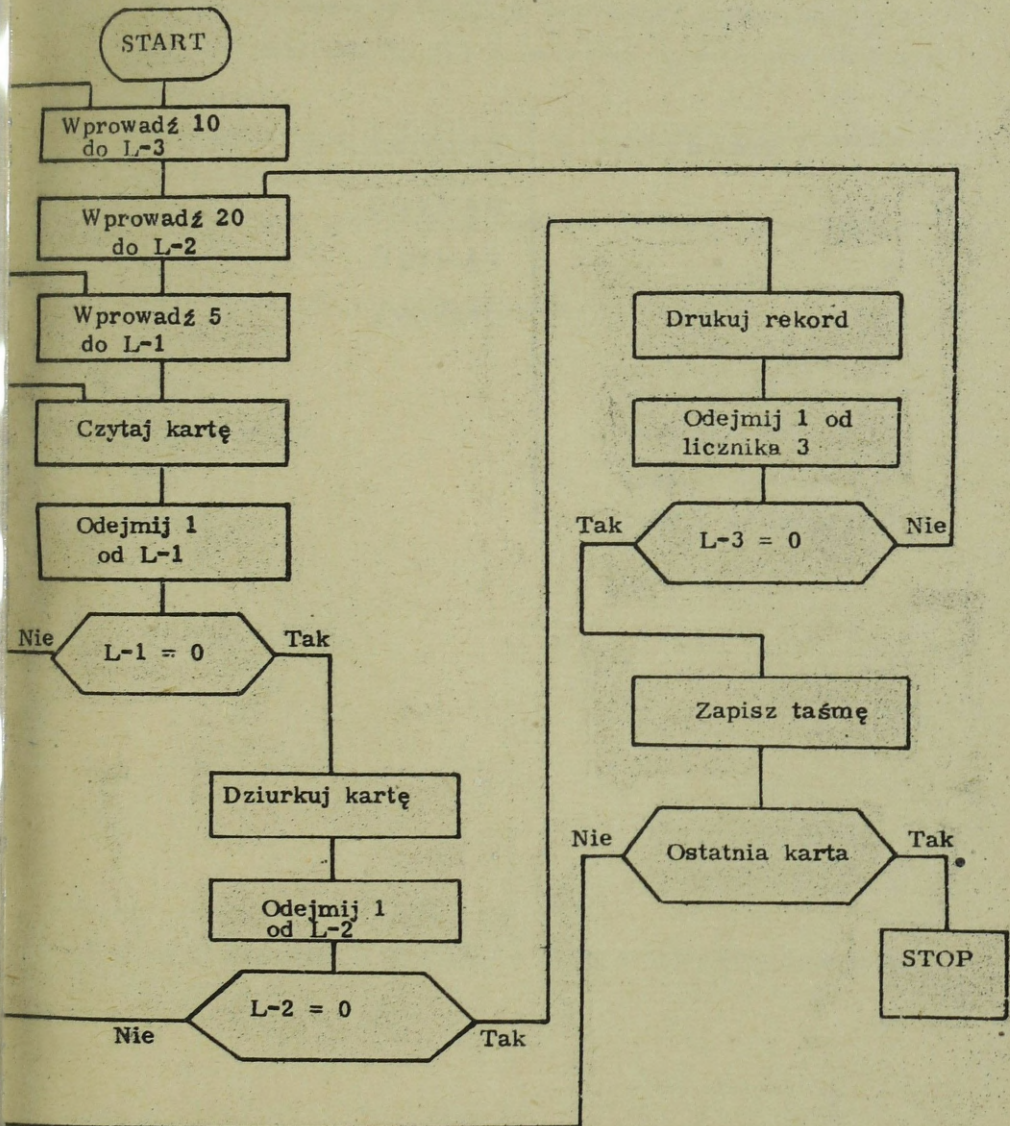 START
Wprowadź 10
do L-3
Wprowadź 20
do L-2
Wprowadź 5
do L-1
Czytaj kartę
Odejmij 1
od L-1
Nie
L-1 = 0
Tak
Dziurkuj kartę
Odejmij 1
od L-2
L-2 = 0
Nie
Tak
Drukuj rekord
Odejmij 1 od
licznika 3
Tak
L-3 = 0
Nie
Zapisz taśmę
Nie
Ostatnia karta
Tak
STOP